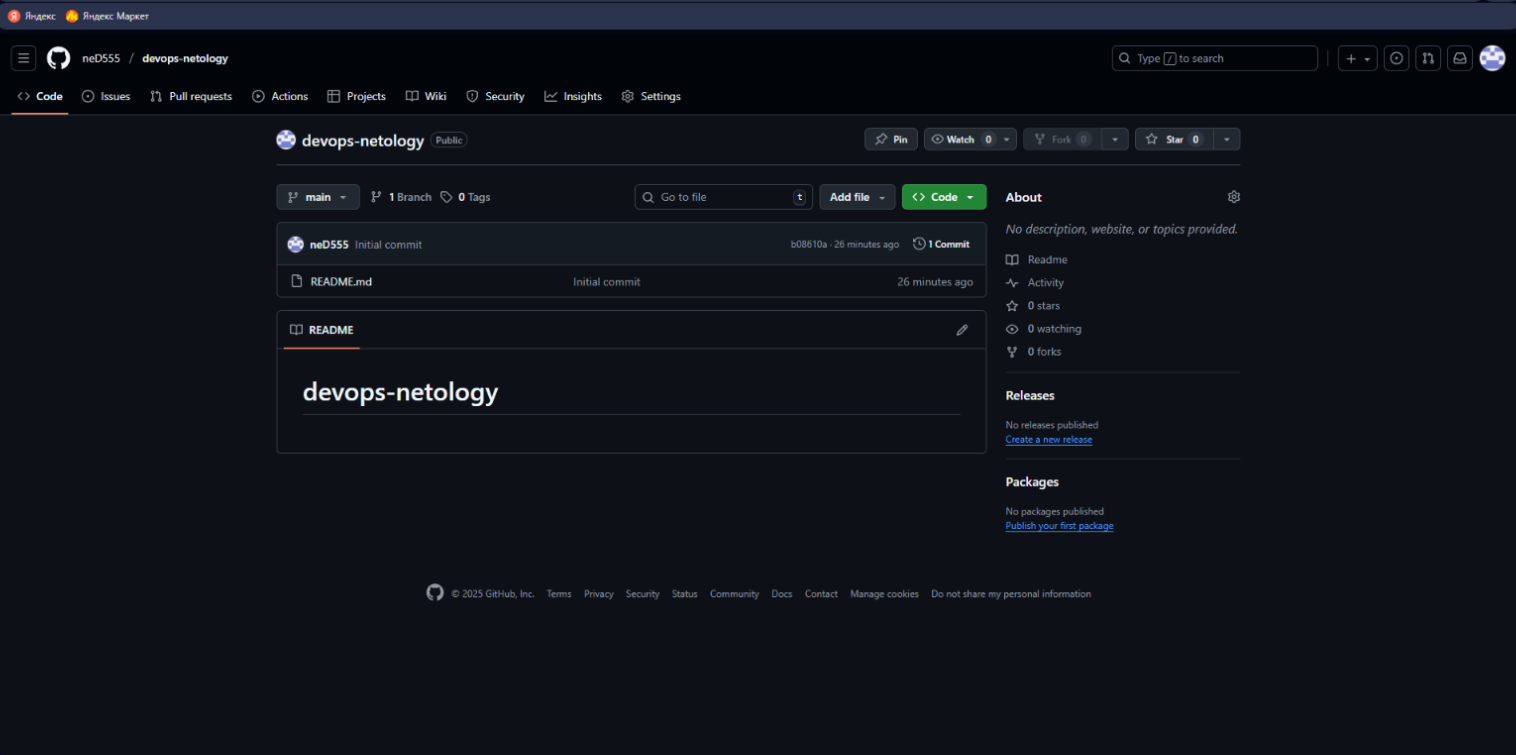 Яндекс Яндекс Маркет
neD555 / devops-netology Type / to search
Code Issues Pull requests Actions Projects Wiki Security Insights Settings
devops-netology Public Pin Watch 0 Fork 0 Star 0
main 1 Branch 0 Tags Go to file t Add file Code
neD555 Initial commit b08610a · 26 minutes ago 1 Commit
README.md Initial commit 26 minutes ago
README
devops-netology
About
No description, website, or topics provided.
Readme
Activity
0 stars
0 watching
0 forks
Releases
No releases published
Create a new release
Packages
No packages published
Publish your first package
© 2025 GitHub, Inc. Terms Privacy Security Status Community Docs Contact Manage cookies Do not share my personal information